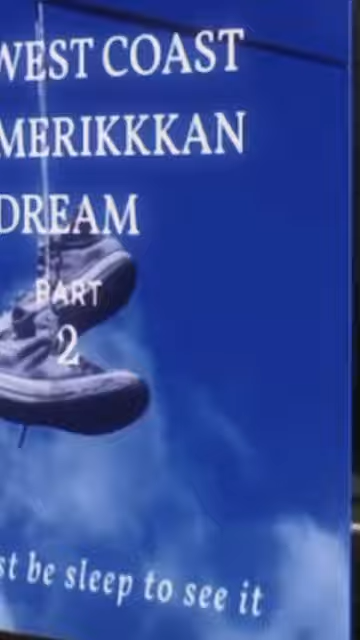 WEST COAST
MERIKKKAN
DREAM
PART
2
st be sleep to see it